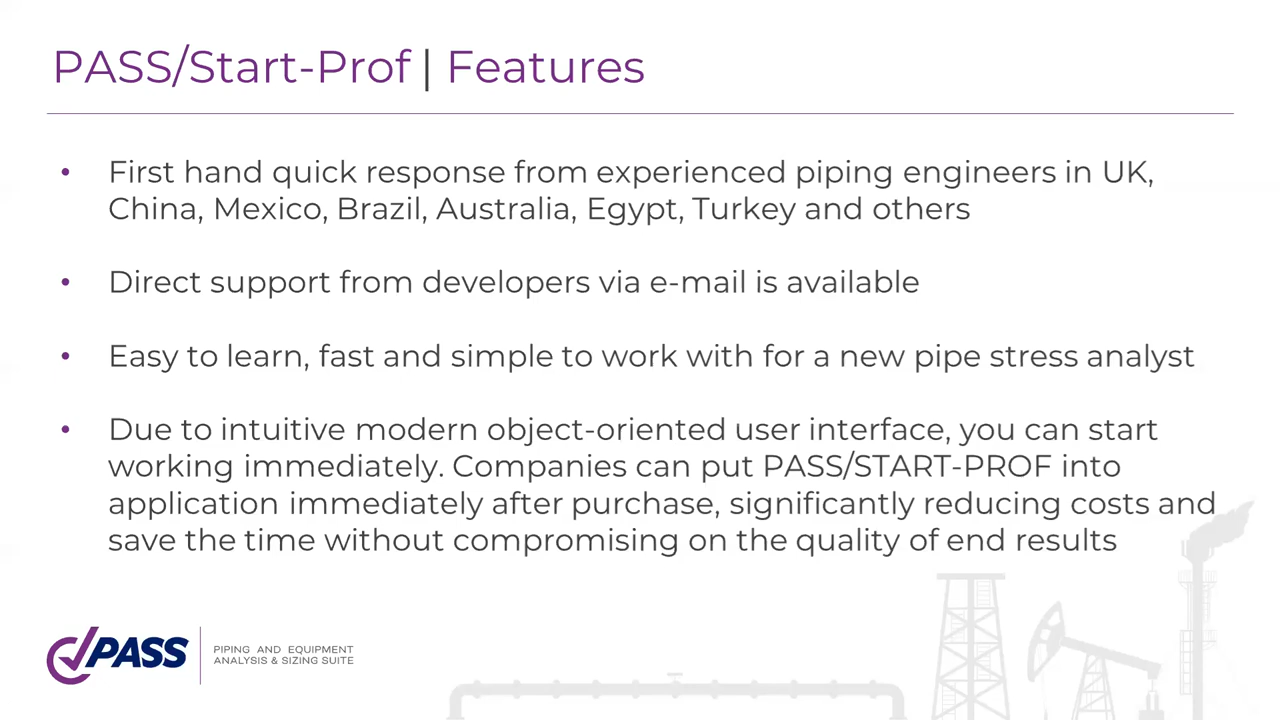 PASS/Start-Prof | Features
• First hand quick response from experienced piping engineers in UK,
China, Mexico, Brazil, Australia, Egypt, Turkey and others
• Direct support from developers via e-mail is available
• Easy to learn, fast and simple to work with for a new pipe stress analyst
• Due to intuitive modern object-oriented user interface, you can start
working immediately. Companies can put PASS/START-PROF into
application immediately after purchase, significantly reducing costs and
save the time without compromising on the quality of end results
PASS
PIPING AND EQUIPMENT
ANALYSIS & SIZING SUITE